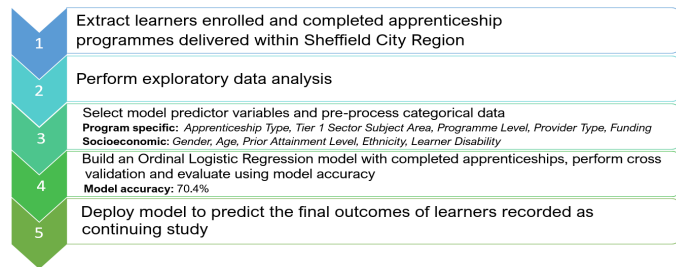 1
Extract learners enrolled and completed apprenticeship
programmes delivered within Sheffield City Region
2
Perform exploratory data analysis
3
Select model predictor variables and pre-process categorical data
Program specific: Apprenticeship Type, Tier 1 Sector Subject Area, Programme Level, Provider Type, Funding
Socioeconomic: Gender, Age, Prior Attainment Level, Ethnicity, Learner Disability
4
Build an Ordinal Logistic Regression model with completed apprenticeships, perform cross
validation and evaluate using model accuracy
Model accuracy: 70.4%
5
Deploy model to predict the final outcomes of learners recorded as
continuing study